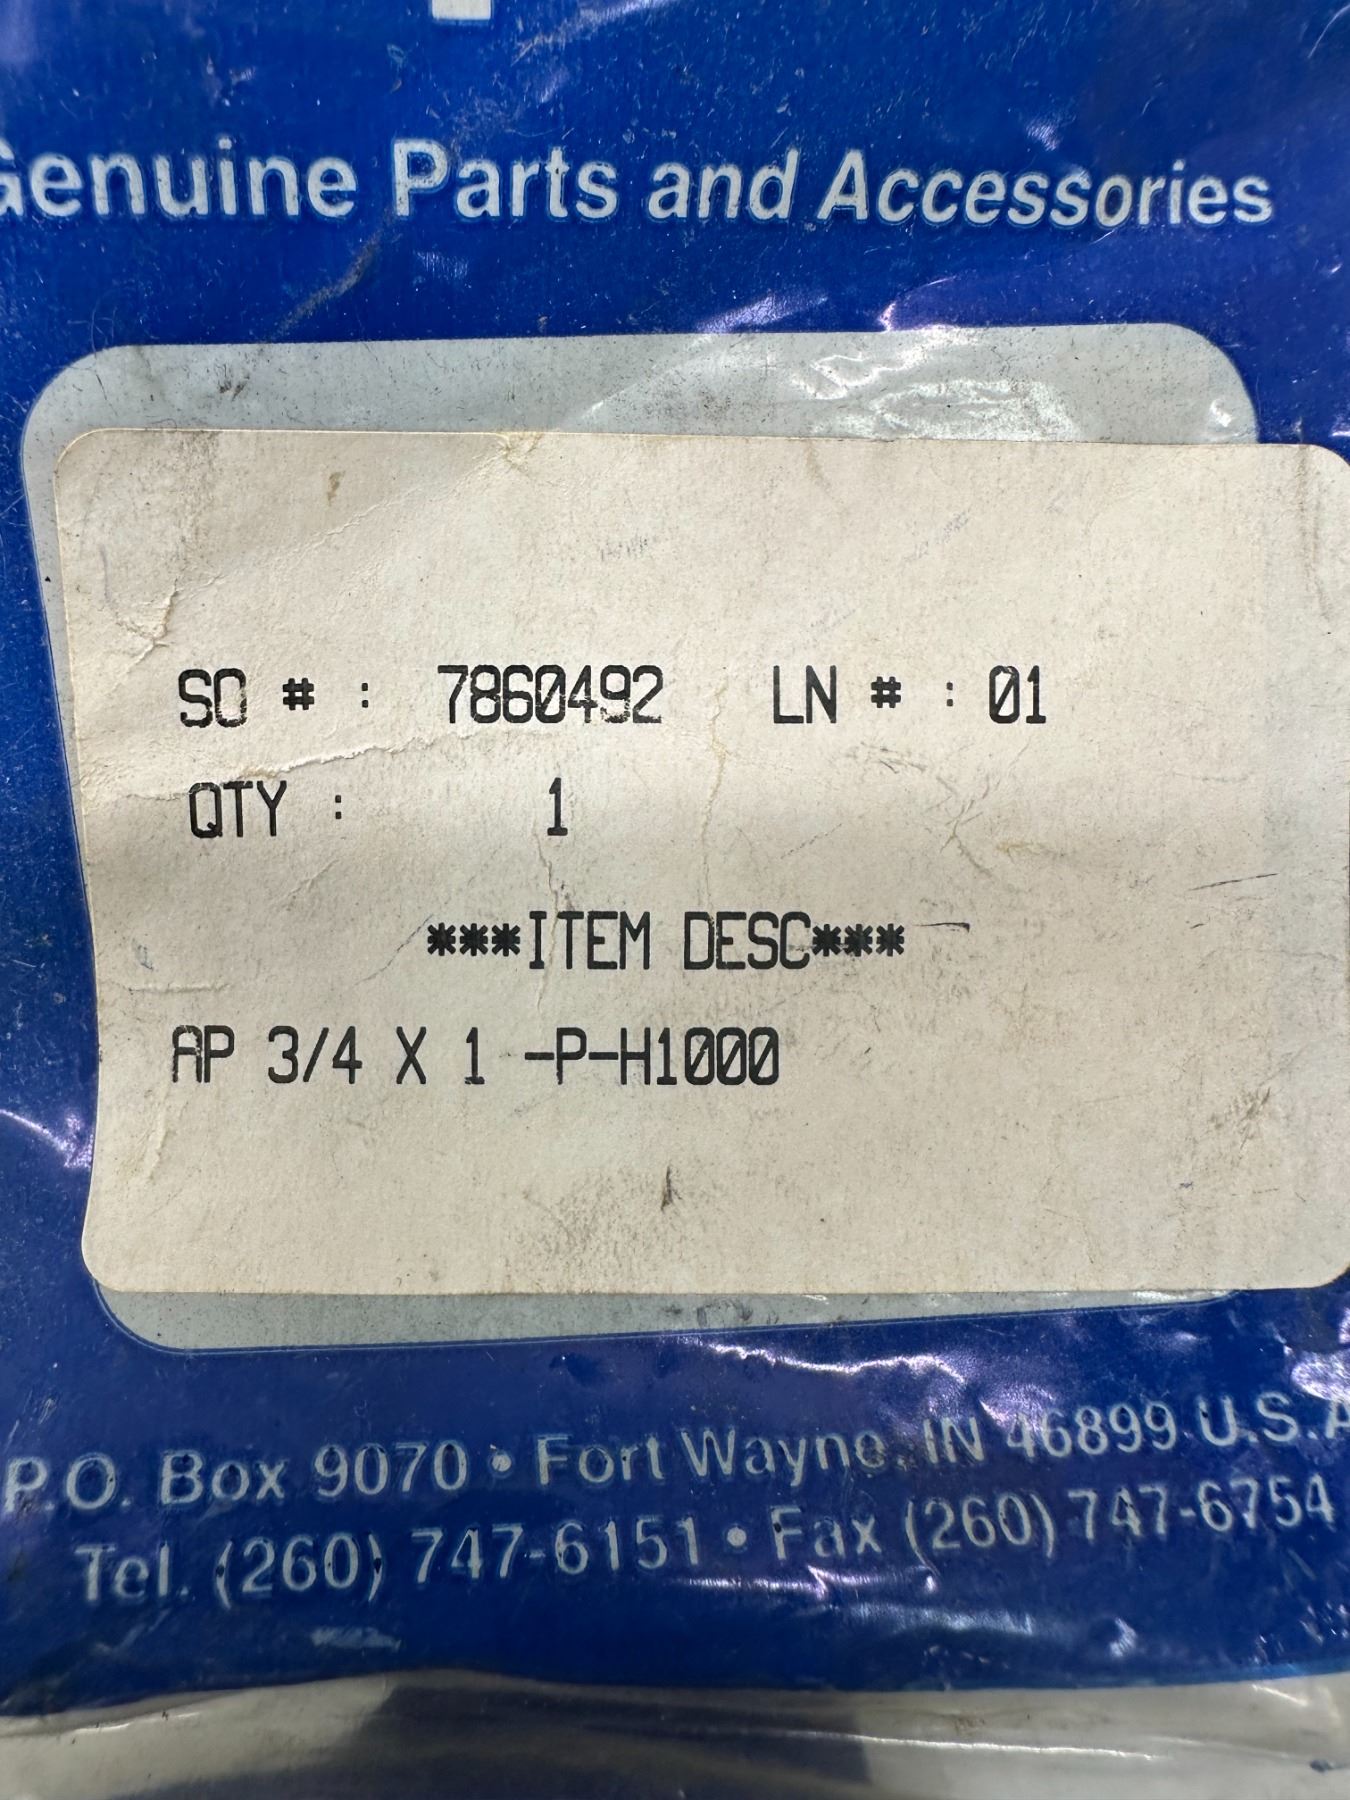 Genuine Parts and Accessories
SO # : 7860492 LN # : 01
QTY : 1
***ITEM DESC***
AP 3/4 X 1 -P-H1000
P.O. Box 9070 • Fort Wayne, IN 46899 U.S.A
Tel. (260) 747-6151 • Fax (260) 747-6754